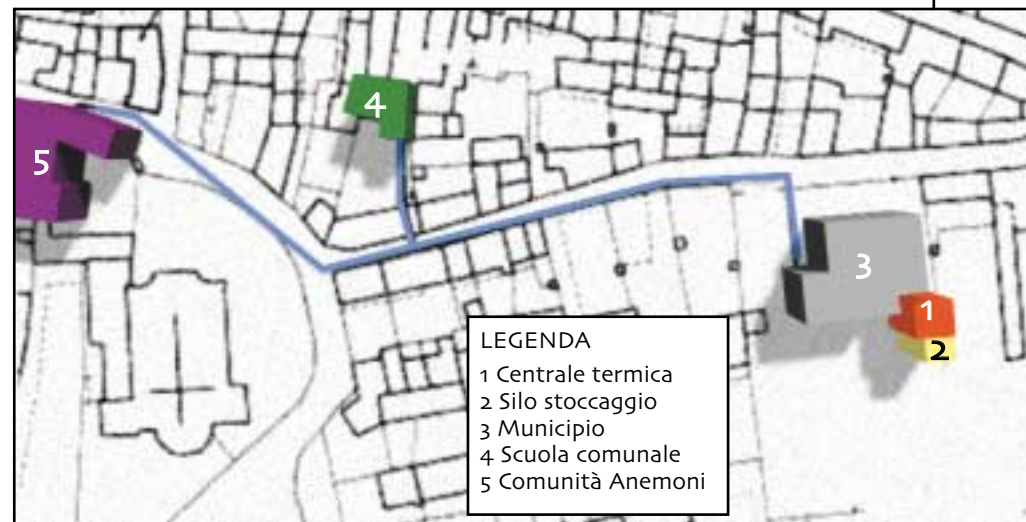 5
4
3
1
2
LEGENDA
1 Centrale termica
2 Silo stoccaggio
3 Municipio
4 Scuola comunale
5 Comunità Anemoni